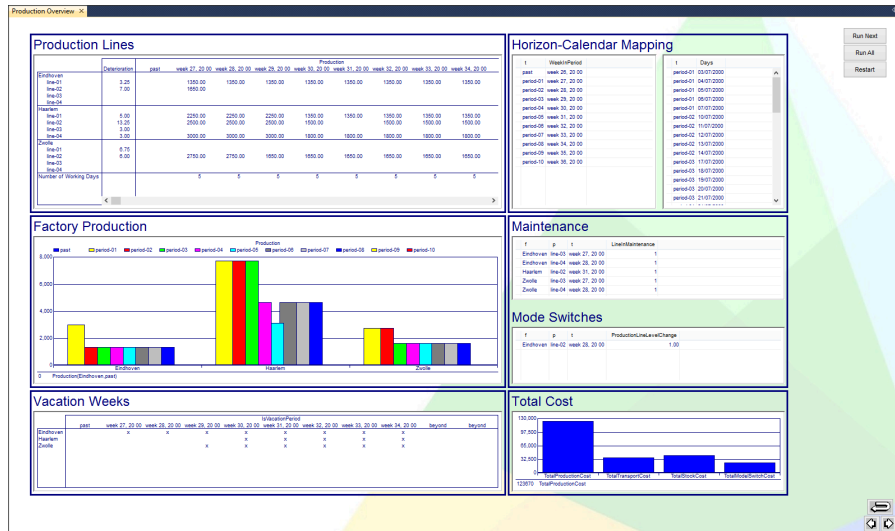 Production Overview ×
Run Next
Run All
Restart
Production Lines
Production
Deterioration past week 27, 20 00 week 28, 20 00 week 29, 20 00 week 30, 20 00 week 31, 20 00 week 32, 20 00 week 33, 20 00 week 34, 20 00
Eindhoven
line-01 3.25 1350.00 1350.00 1350.00 1350.00 1350.00 1350.00 1350.00 1350.00
line-02 7.00 1650.00
line-03
line-04
Haarlem
line-01 5.00 2250.00 2250.00 2250.00 1350.00 1350.00 1350.00 1350.00 1350.00
line-02 13.25 2500.00 2500.00 2500.00 1500.00 1500.00 1500.00 1500.00
line-03 3.00
line-04 3.00 3000.00 3000.00 3000.00 1800.00 1800.00 1800.00 1800.00 1800.00
Zwolle
line-01 6.75
line-02 6.00 2750.00 2750.00 1650.00 1650.00 1650.00 1650.00 1650.00 1650.00
line-03
line-04
Number of Working Days 5 5 5 5 5 5 5 5
Horizon-Calendar Mapping
t WeekInPeriod
past week 26, 20 00
period-01 week 27, 20 00
period-02 week 28, 20 00
period-03 week 29, 20 00
period-04 week 30, 20 00
period-05 week 31, 20 00
period-06 week 32, 20 00
period-07 week 33, 20 00
period-08 week 34, 20 00
period-09 week 35, 20 00
period-10 week 36, 20 00
t Days
period-01 03/07/2000
period-01 04/07/2000
period-01 05/07/2000
period-01 06/07/2000
period-01 07/07/2000
period-02 10/07/2000
period-02 11/07/2000
period-02 12/07/2000
period-02 13/07/2000
period-02 14/07/2000
period-03 17/07/2000
period-03 18/07/2000
period-03 19/07/2000
period-03 20/07/2000
period-03 21/07/2000
Factory Production
Production
past period-01 period-02 period-03 period-04 period-05 period-06 period-07 period-08 period-09 period-10
8,000
6,000
4,000
2,000
0
Eindhoven Haarlem Zwolle
0 Production(Eindhoven,past)
Maintenance
f p t LineInMaintenance
Eindhoven line-03 week 27, 20 00 1
Eindhoven line-04 week 28, 20 00 1
Haarlem line-02 week 31, 20 00 1
Zwolle line-03 week 27, 20 00 1
Zwolle line-04 week 28, 20 00 1
Mode Switches
f p t ProductionLineLevelChange
Eindhoven line-02 week 28, 20 00 1.00
Vacation Weeks
IsVacationPeriod
past week 27, 20 00 week 28, 20 00 week 29, 20 00 week 30, 20 00 week 31, 20 00 week 32, 20 00 week 33, 20 00 week 34, 20 00 beyond beyond
Eindhoven x x x x x x x x
Haarlem x x x x x
Zwolle x x x x x x
Total Cost
130,000
97,500
65,000
32,500
0
TotalProductionCost TotalTransportCost TotalStockCost TotalModeSwitchCost
123870 TotalProductionCost